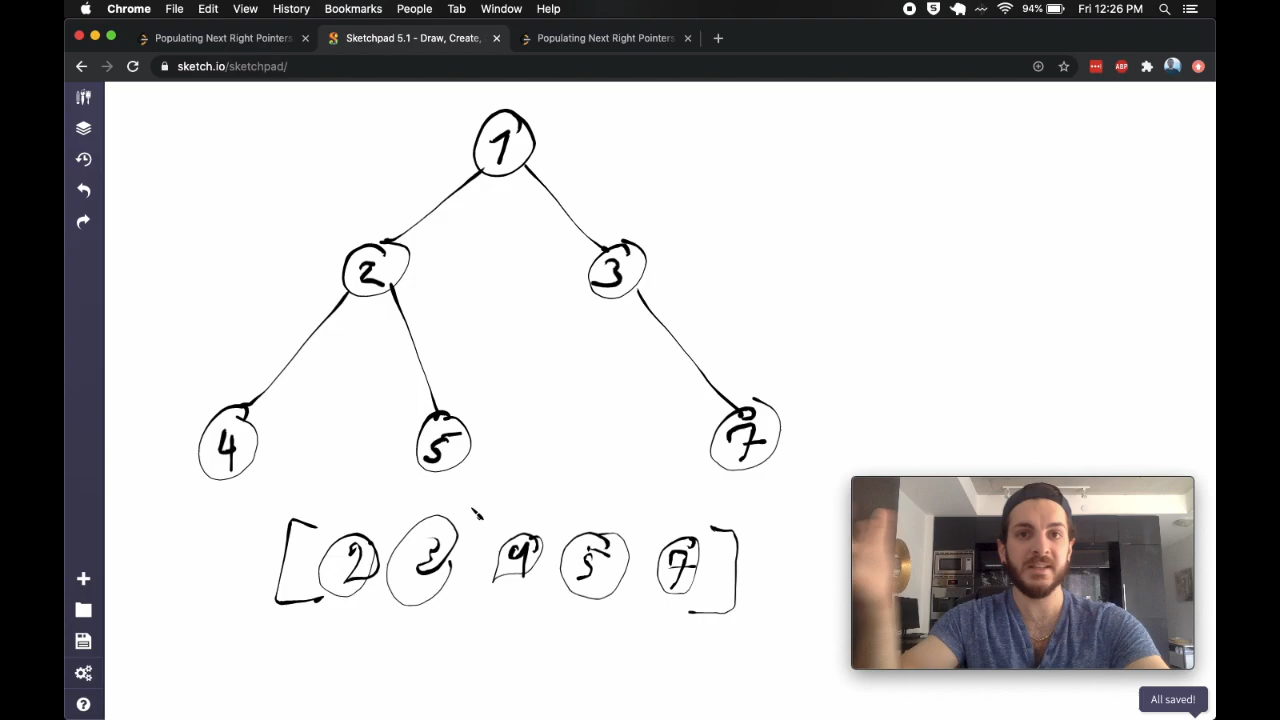 Chrome File Edit View History Bookmarks People Tab Window Help 94% Fri 12:26 PM
Populating Next Right Pointers Sketchpad 5.1 - Draw, Create, Populating Next Right Pointers
sketch.io/sketchpad/ ABP
1
2 3
4 5 7
[ 2 3 4 5 7 ]
All saved!